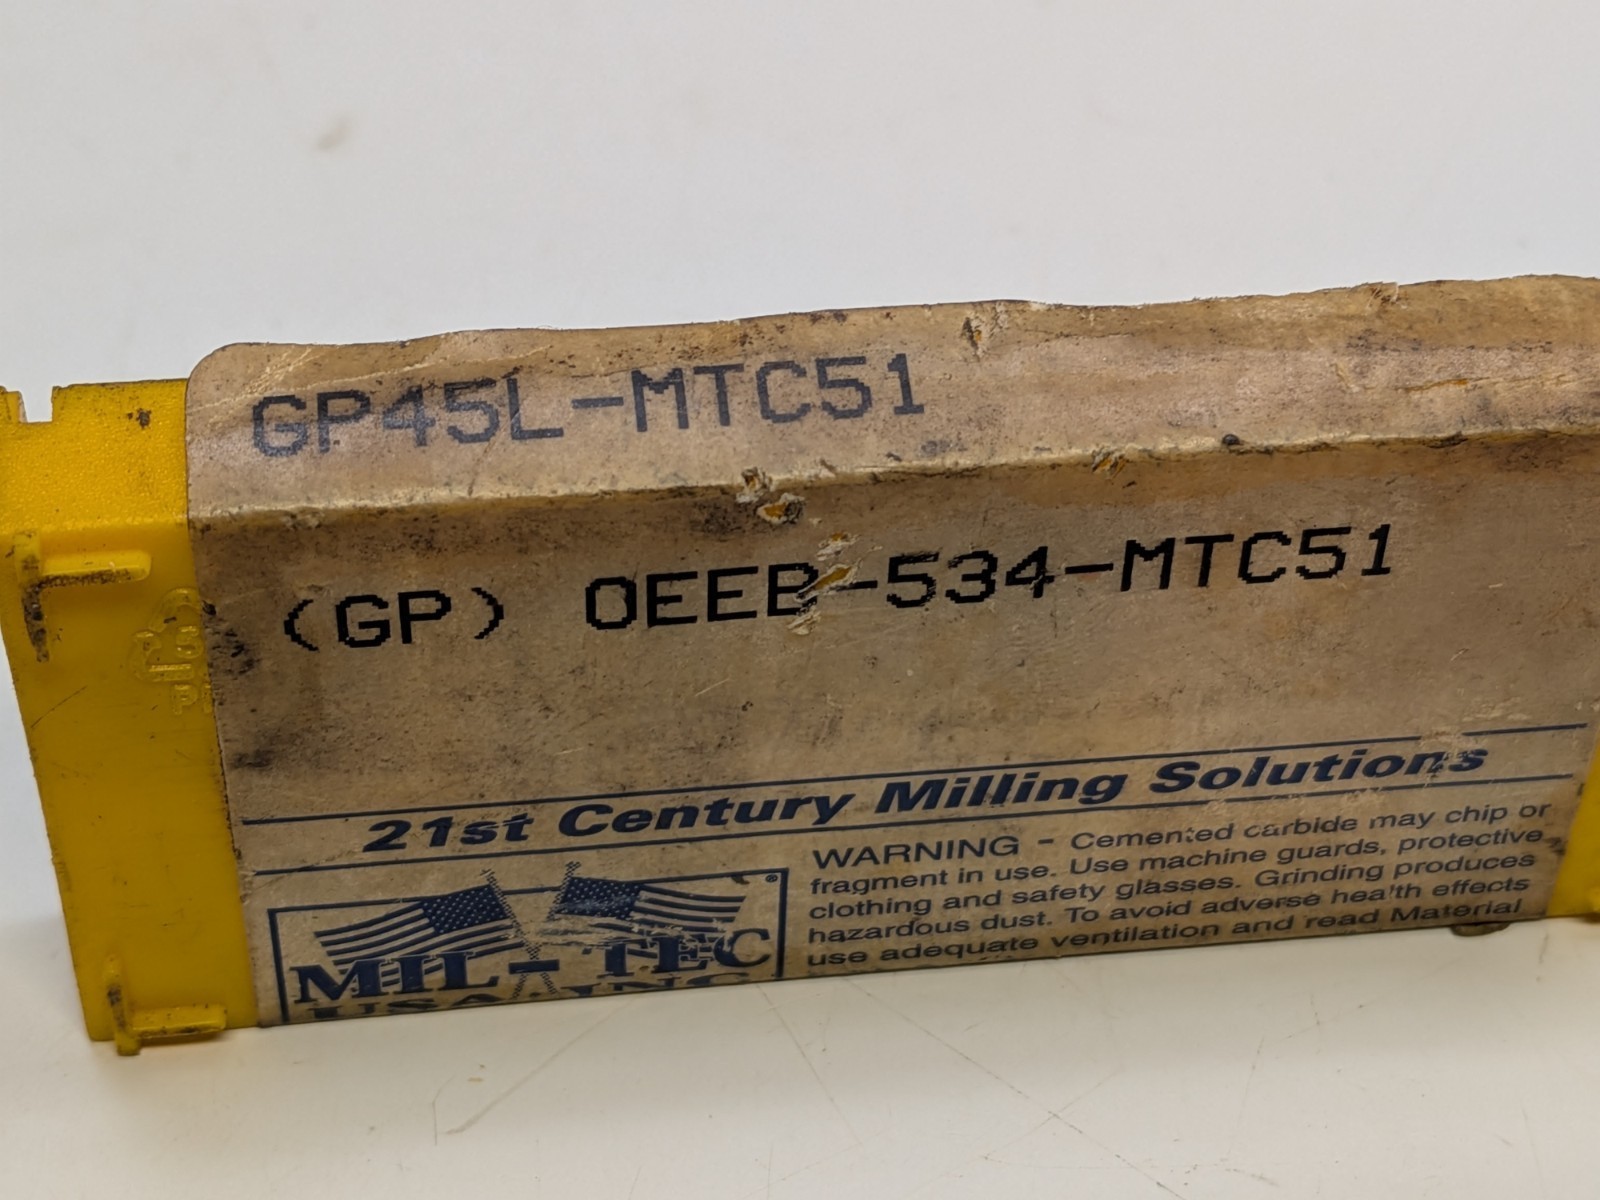 GP45L-MTC51
(GP) OEEB-534-MTC51
21st Century Milling Solutions
WARNING - Cemented carbide may chip or
fragment in use. Use machine guards, protective
clothing and safety glasses. Grinding produces
hazardous dust. To avoid adverse health effects
use adequate ventilation and read Material
MIL-TEC
USA, INC